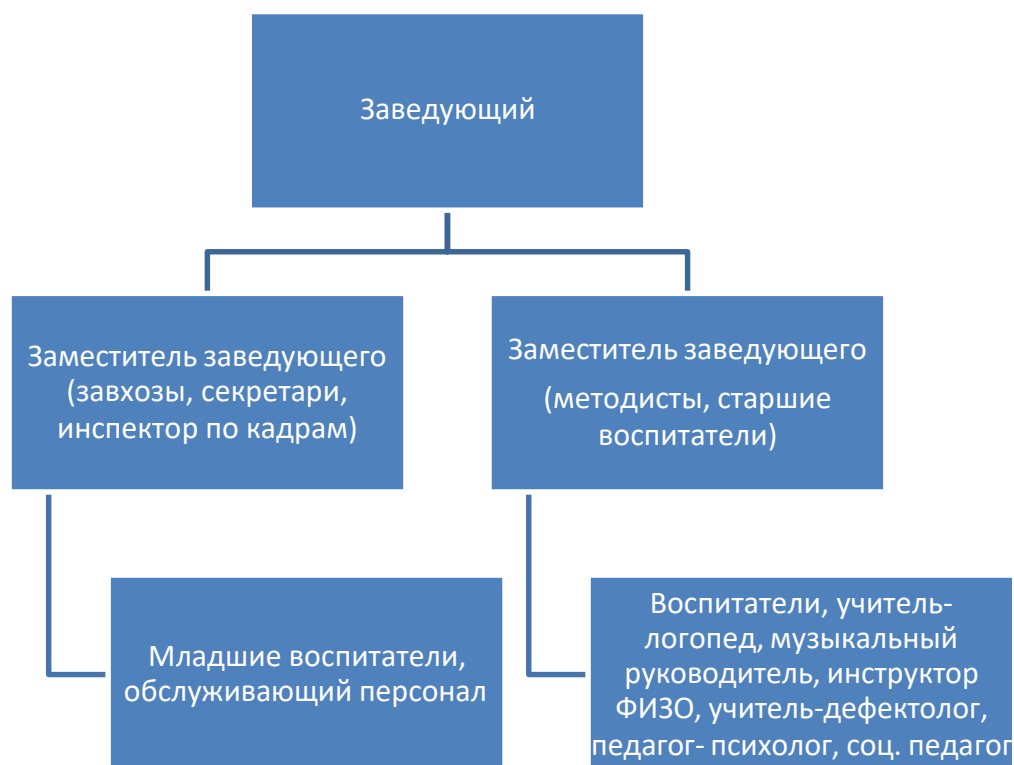 Заведующий
Заместитель заведующего
(завхозы, секретари,
инспектор по кадрам)
Заместитель заведующего
(методисты, старшие
воспитатели)
Младшие воспитатели,
обслуживающий персонал
Воспитатели, учитель-
логопед, музыкальный
руководитель, инструктор
ФИЗО, учитель-дефектолог,
педагог- психолог, соц. педагог